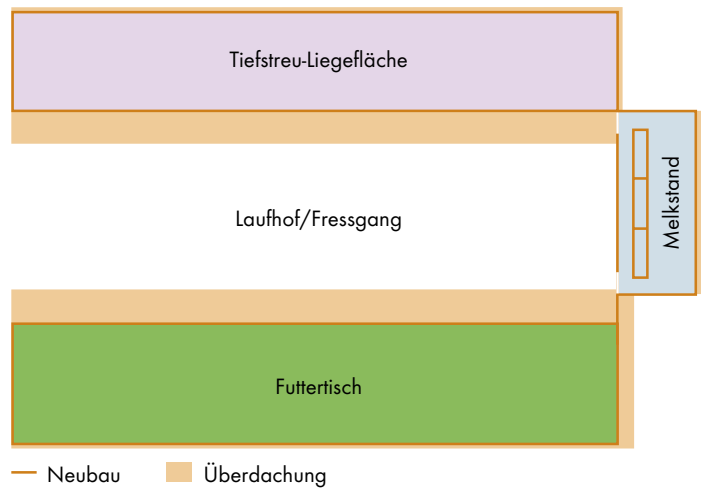 Tiefstreu-Liegefläche
Laufhof/Fressgang
Melkstand
Futtertisch
Neubau
Überdachung